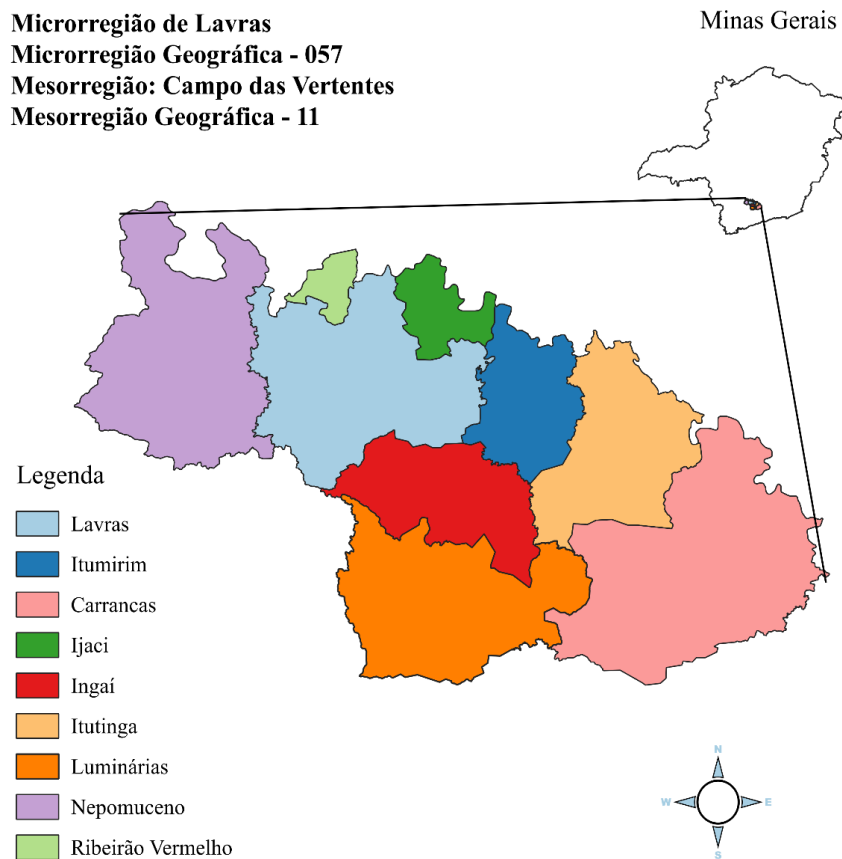 Microrregião de Lavras
Microrregião Geográfica - 057
Mesorregião: Campo das Vertentes
Mesorregião Geográfica - 11
Minas Gerais
Legenda
Lavras
Itumirim
Carrancas
Ijaci
Ingaí
Itutinga
Luminárias
Nepomuceno
Ribeirão Vermelho
N
W
E
S